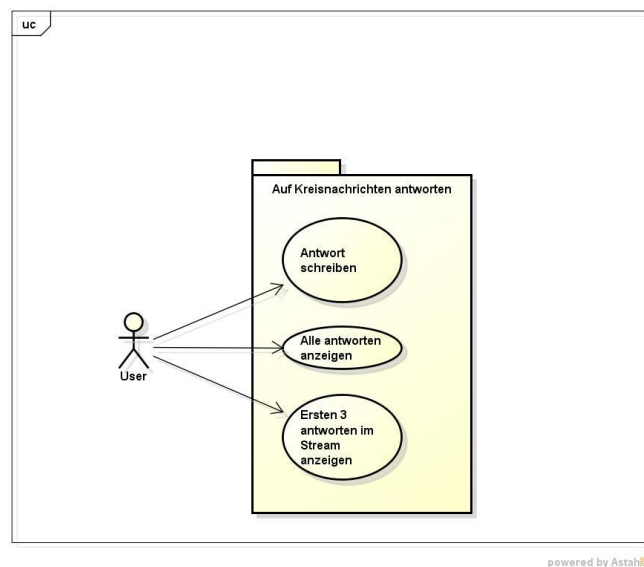 uc
Auf Kreisnachrichten antworten
Antwort
schreiben
Alle antworten
anzeigen
User
Ersten 3
antworten im
Stream
anzeigen
powered by Astah